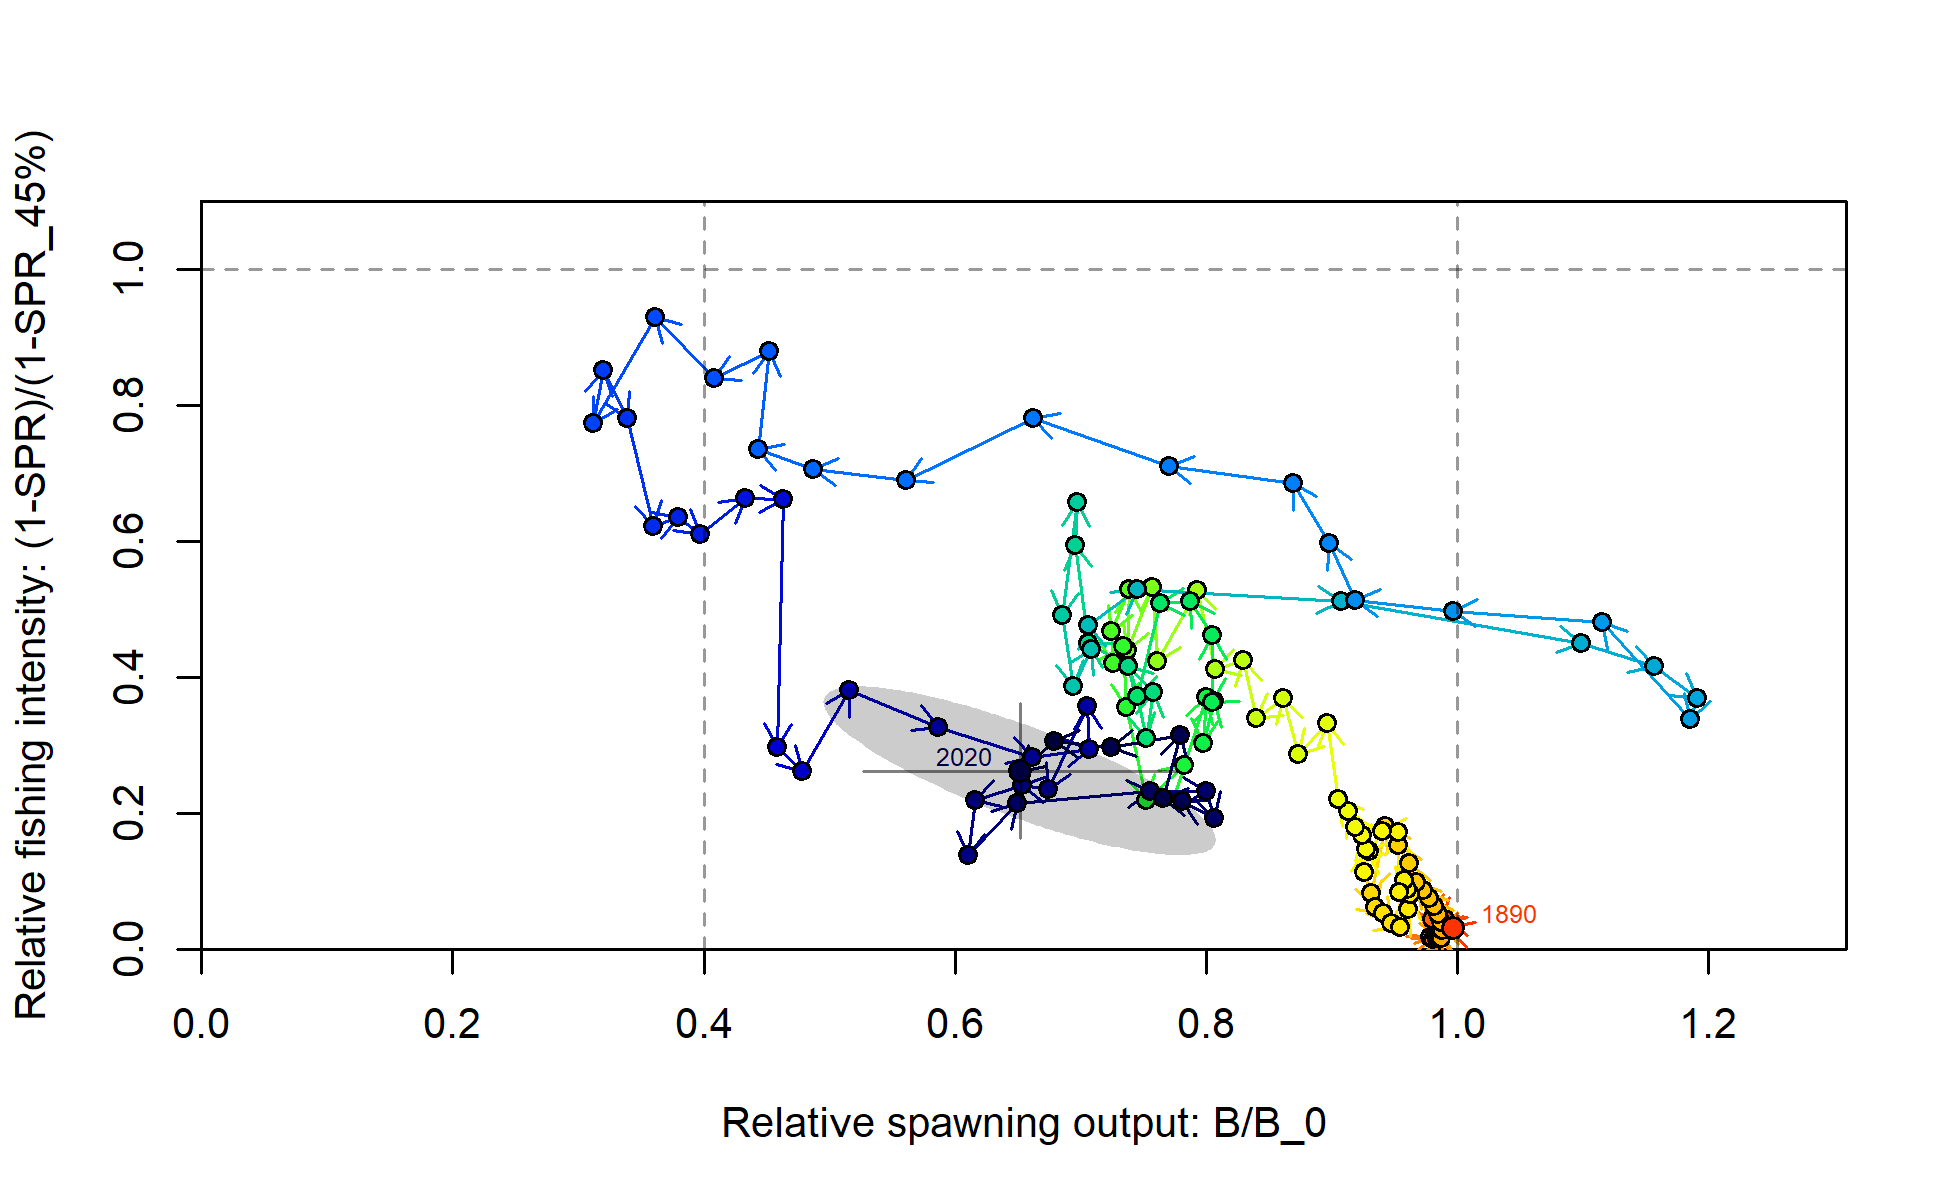 Relative fishing intensity: (1-SPR)/(1-SPR_45%)
1.0
0.8
0.6
0.4
0.2
0.0
2020
1890
0.0 0.2 0.4 0.6 0.8 1.0 1.2
Relative spawning output: B/B_0